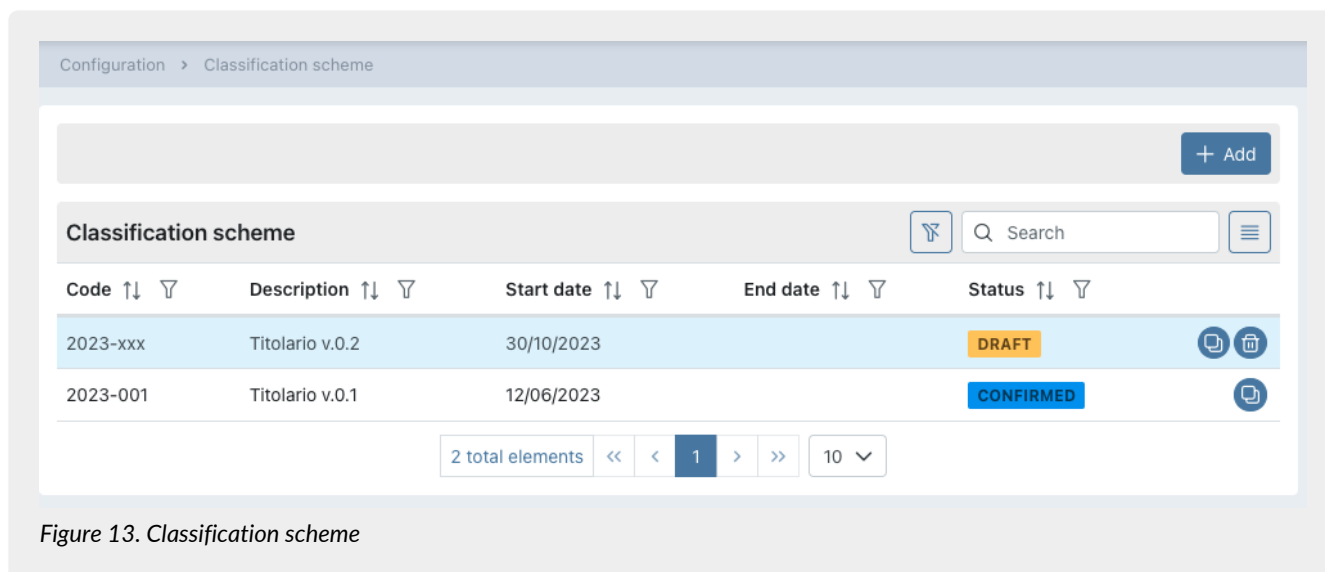 Configuration > Classification scheme
+ Add
Classification scheme Search
Code Description Start date End date Status
2023-xxx Titolario v.0.2 30/10/2023 DRAFT
2023-001 Titolario v.0.1 12/06/2023 CONFIRMED
2 total elements << < 1 > >> 10
Figure 13. Classification scheme